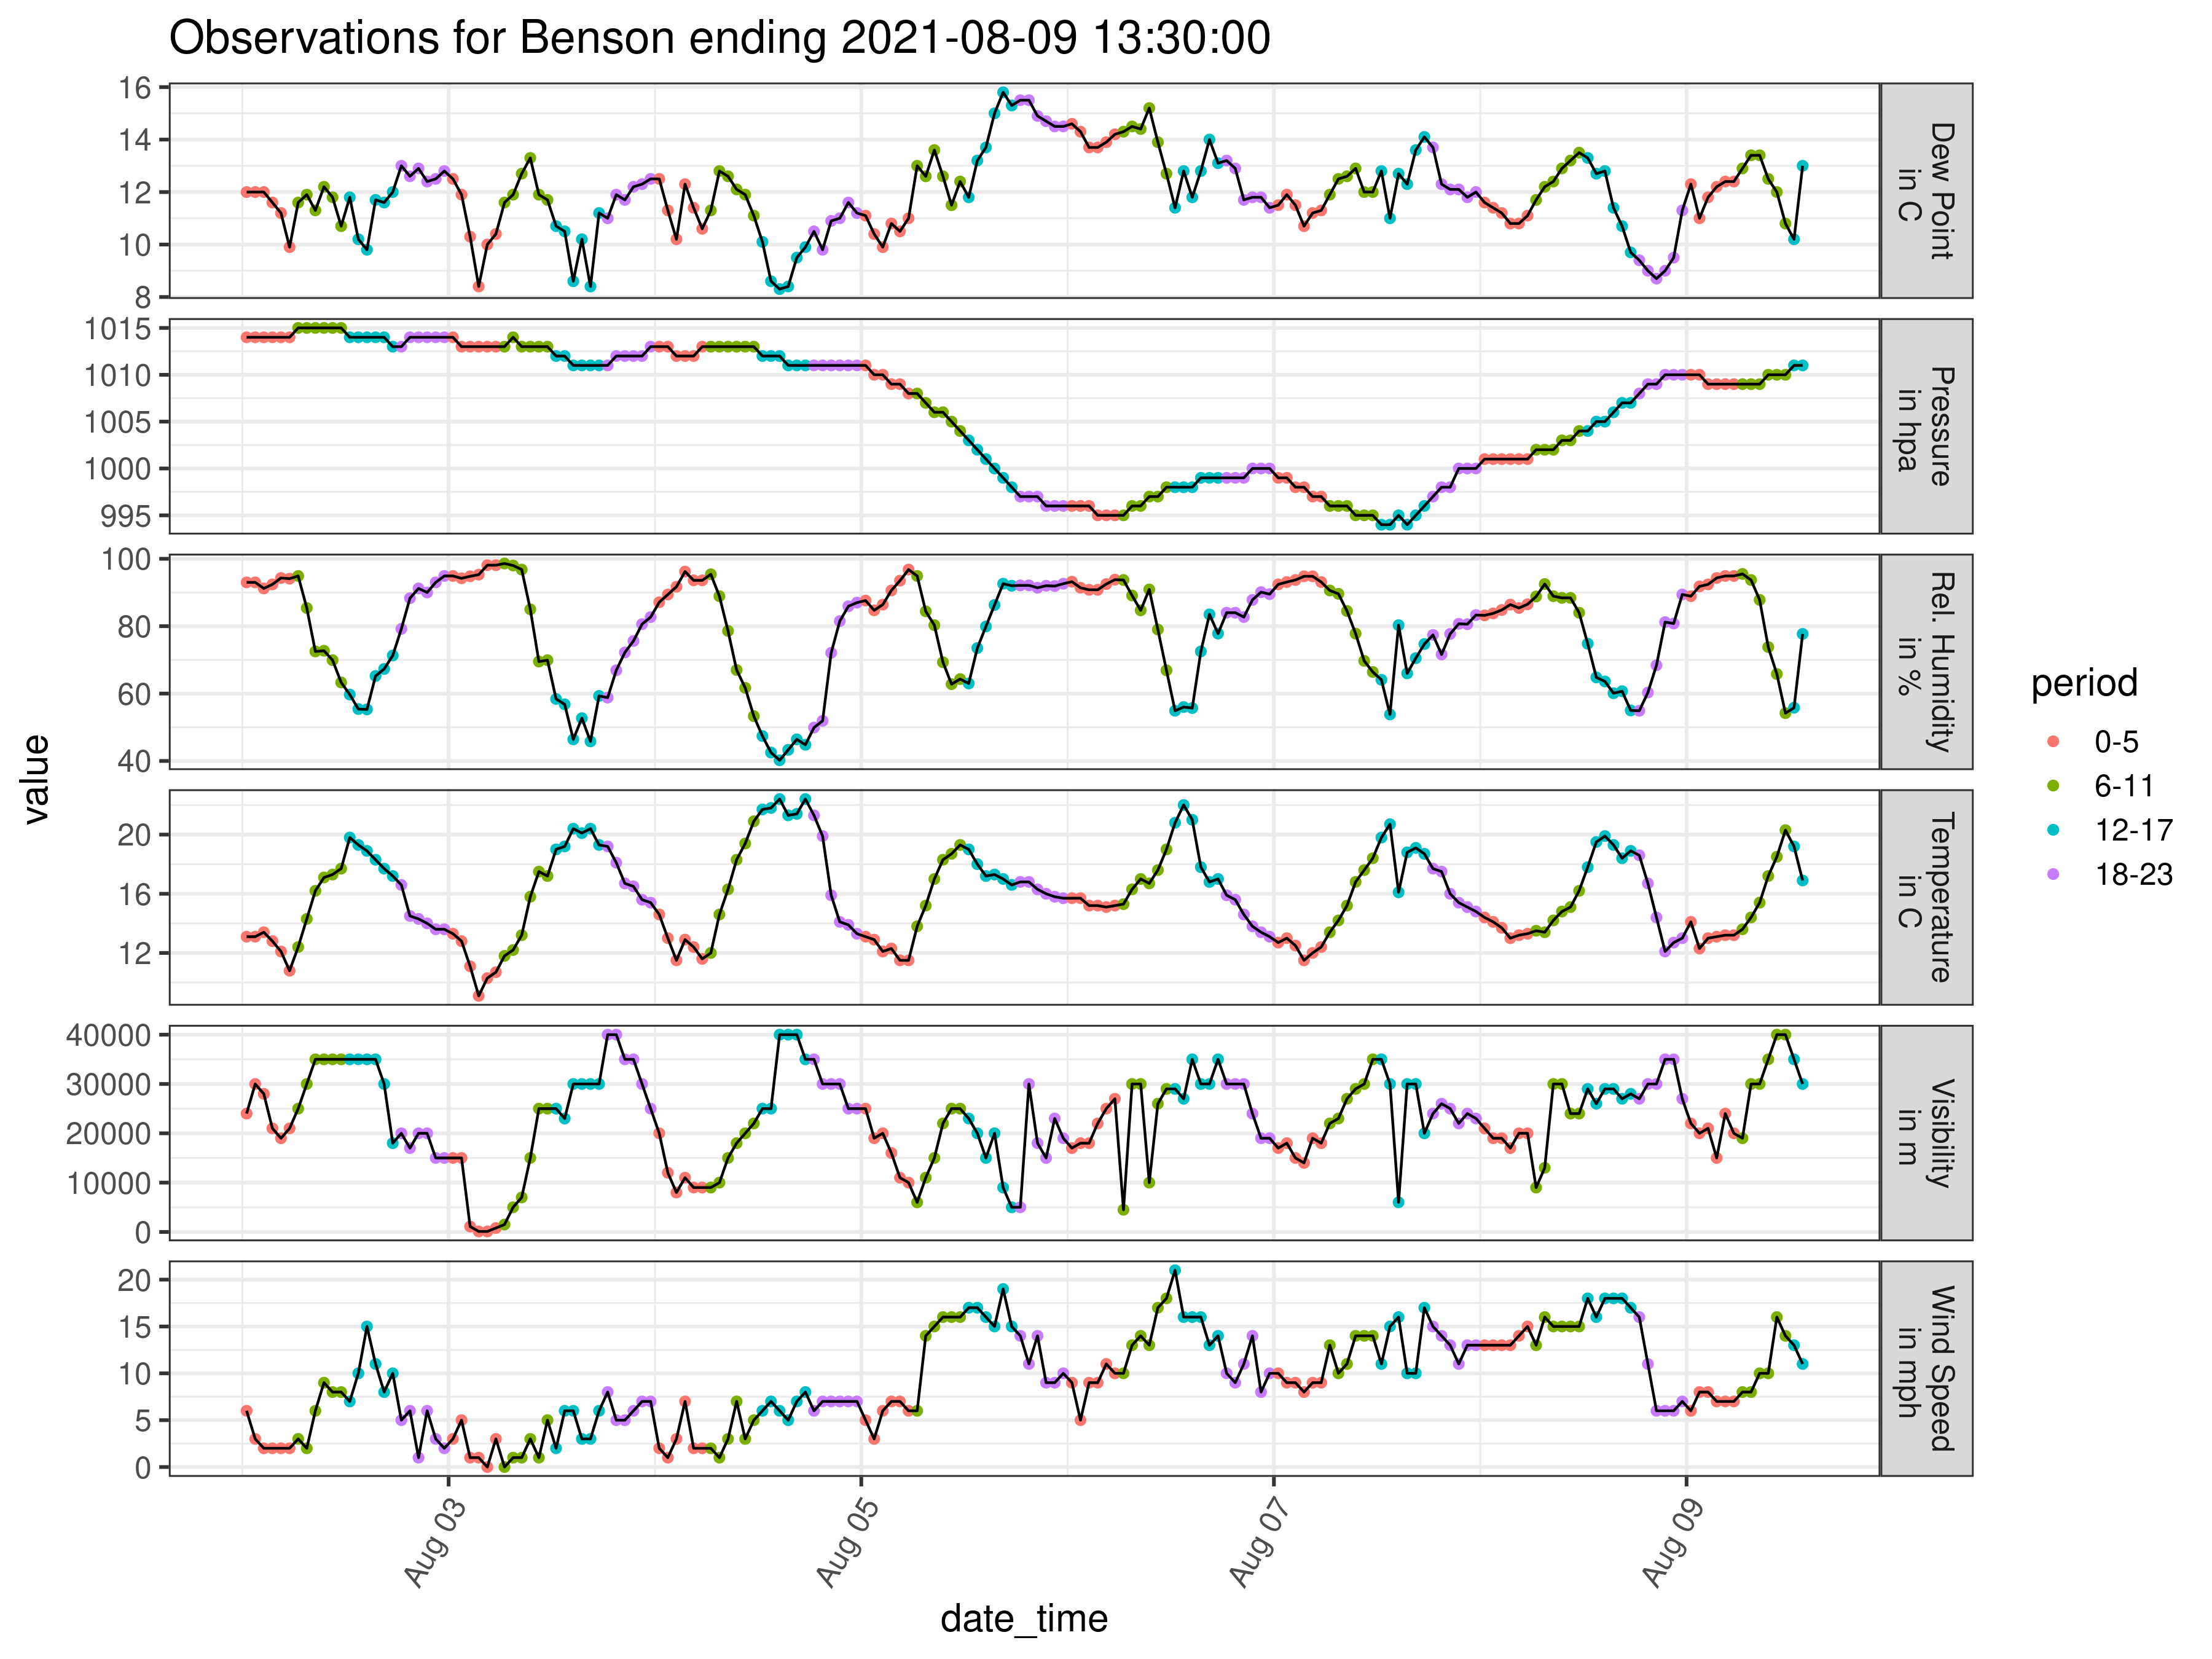 Observations for Benson ending 2021-08-09 13:30:00
16
14
12
10
8
Dew Point
in C
1015
1010
1005
1000
995
Pressure
in hpa
100
80
60
40
Rel. Humidity
in %
20
16
12
Temperature
in C
40000
30000
20000
10000
0
Visibility
in m
20
15
10
5
0
Wind Speed
in mph
value
Aug 03
Aug 05
Aug 07
Aug 09
date_time
period
0-5
6-11
12-17
18-23